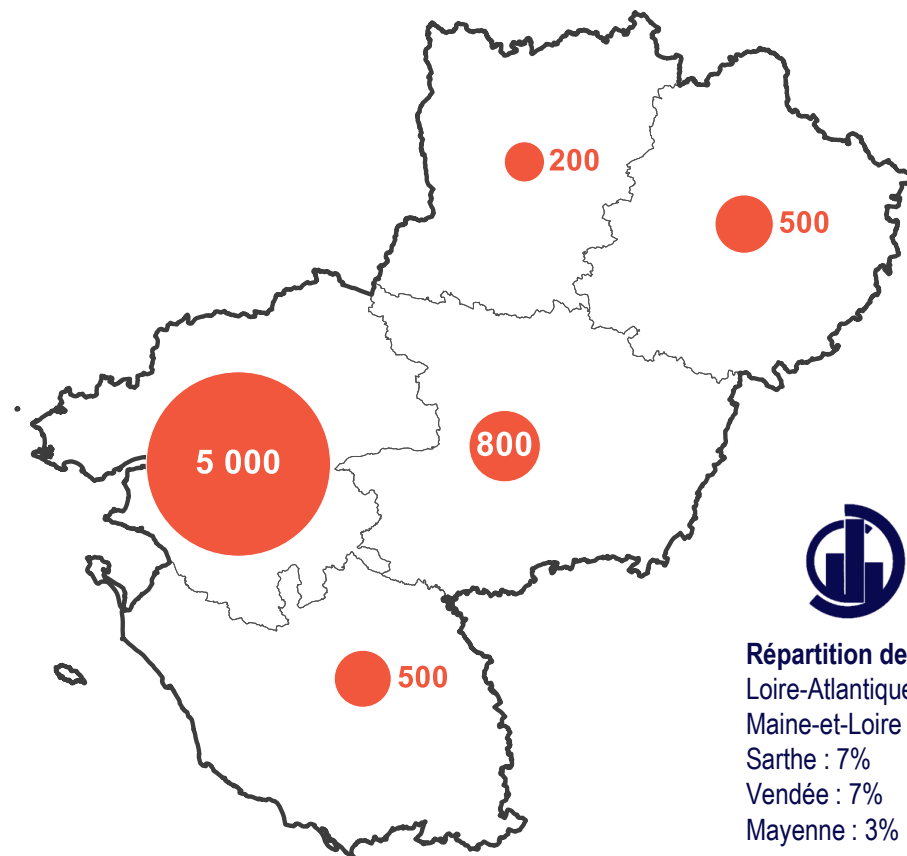 200
500
800
5 000
500
Répartition de
Loire-Atlantique
Maine-et-Loire
Sarthe : 7%
Vendée : 7%
Mayenne : 3%